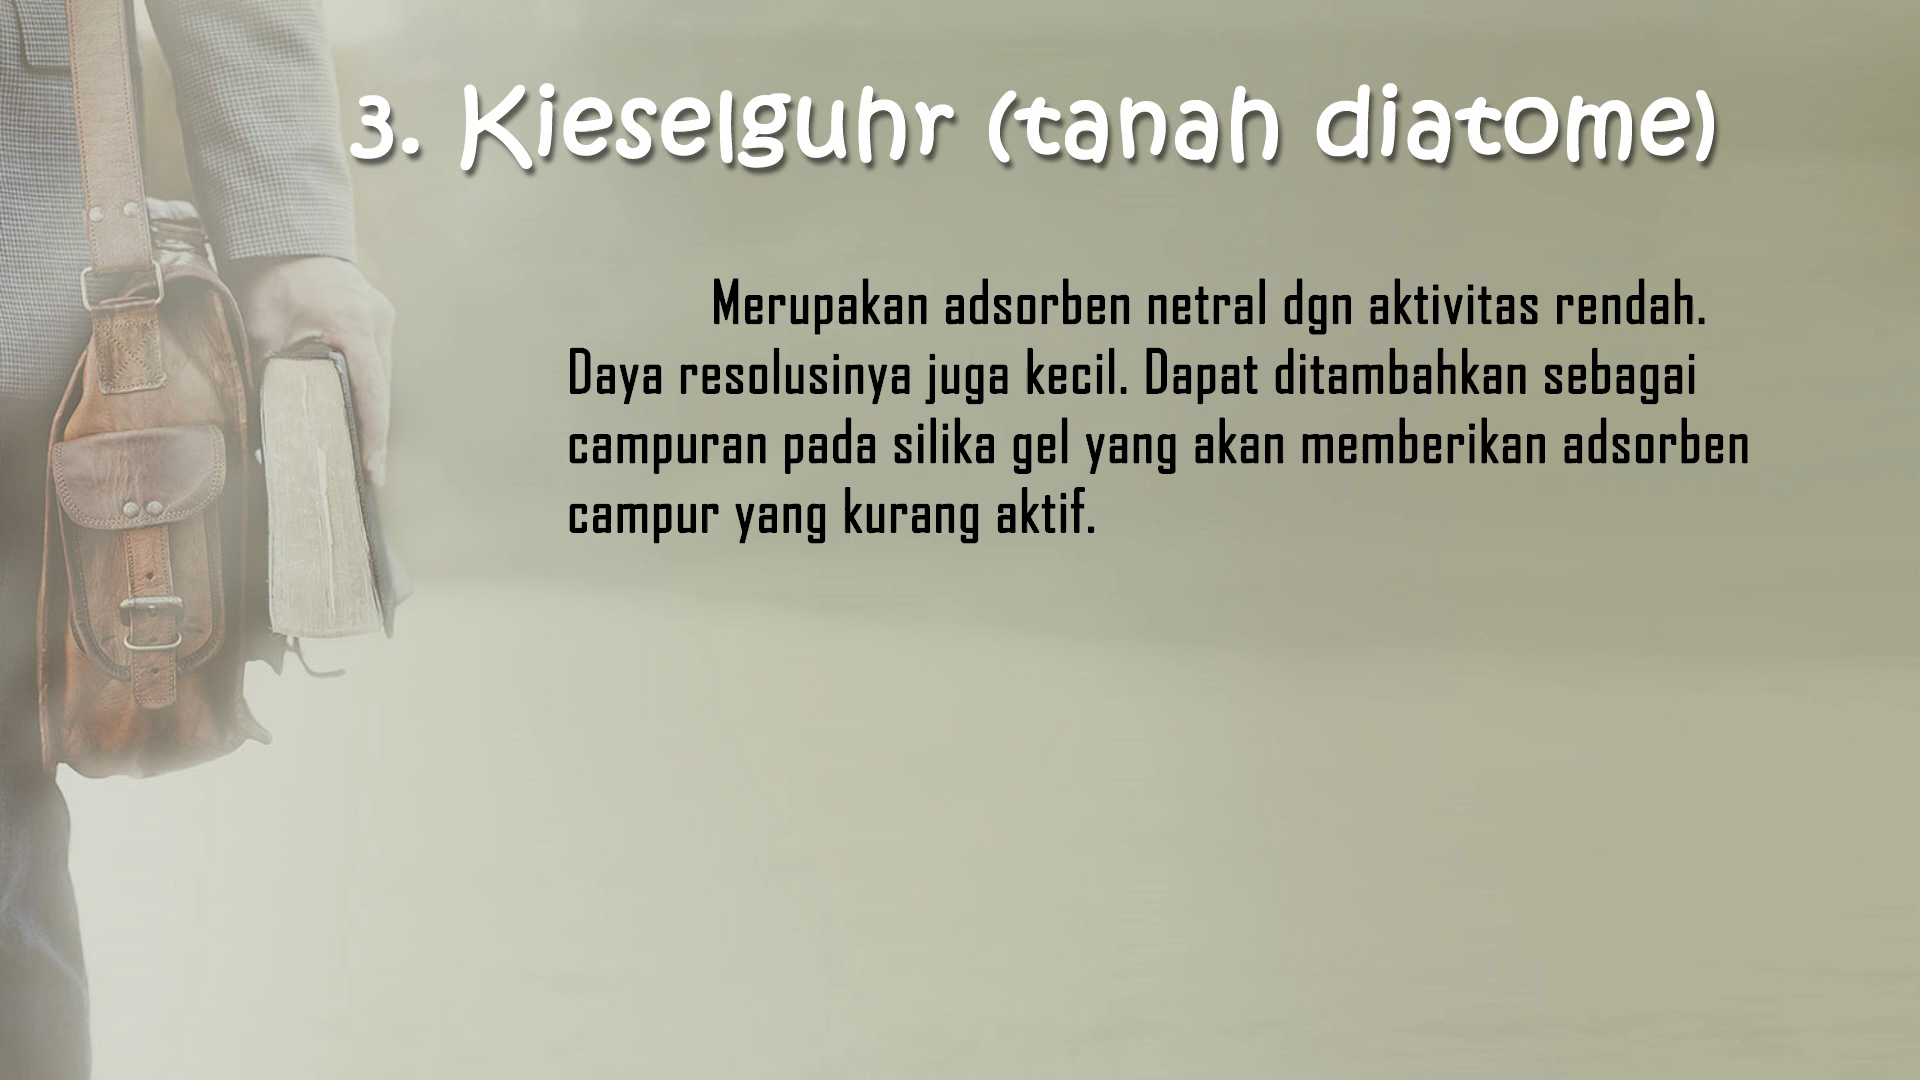 3. Kieselguhr (tanah diatome)
Merupakan adsorben netral dgn aktivitas rendah.
Daya resolusinya juga kecil. Dapat ditambahkan sebagai
campuran pada silika gel yang akan memberikan adsorben
campur yang kurang aktif.